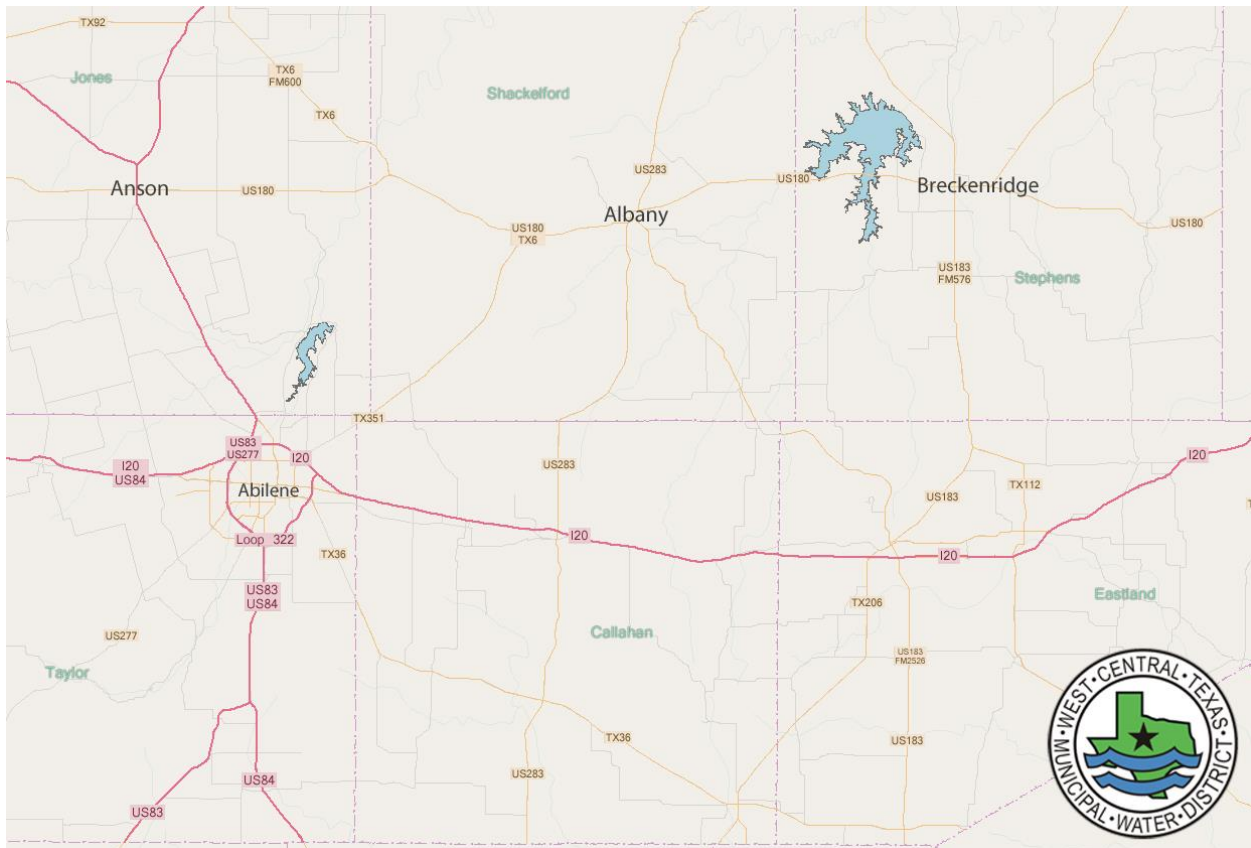 TX92
Jones
TX6
FM600
Shackelford
TX6
US283
US180
Anson
US180
Breckenridge
Albany
US180
TX6
US180
US183
FM576
Stephens
TX351
US83
US277
I20
I20
US84
US283
I20
Abilene
US183
TX112
Loop 322
TX36
I20
I20
US83
US84
TX206
Eastland
US277
Callahan
US183
FM2526
Taylor
TX36
US183
US283
US84
US83
WEST•CENTRAL•TEXAS
MUNICIPAL•WATER•DISTRICT